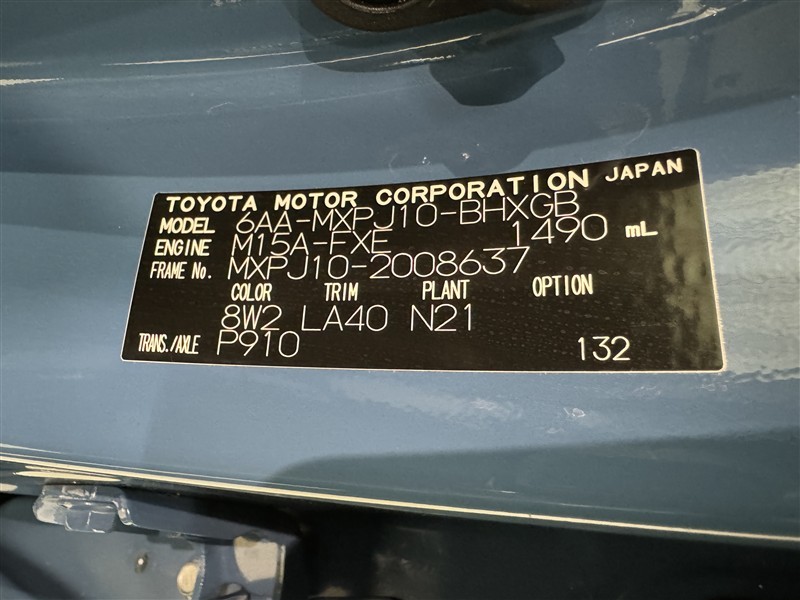 TOYOTA MOTOR CORPORATION JAPAN
MODEL 6AA-MXPJ10-BHXGB
ENGINE M15A-FXE 1490 mL
FRAME No. MXPJ10-2008637
COLOR TRIM PLANT OPTION
8W2 LA40 N21
TRANS./AXLE P910 132